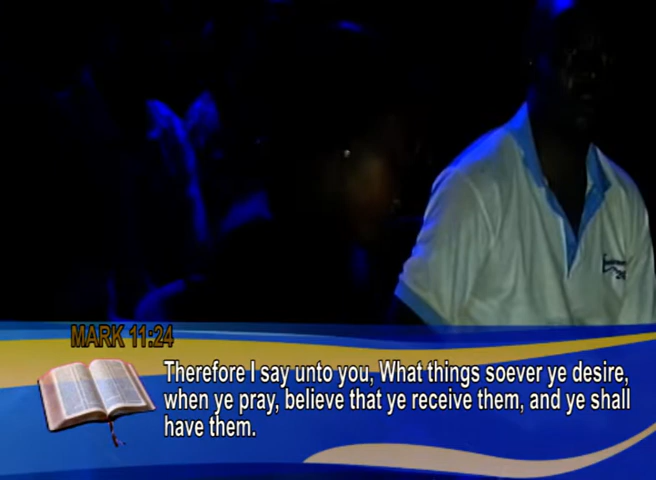 MARK 11:24
Therefore I say unto you, What things soever ye desire,
when ye pray, believe that ye receive them, and ye shall
have them.